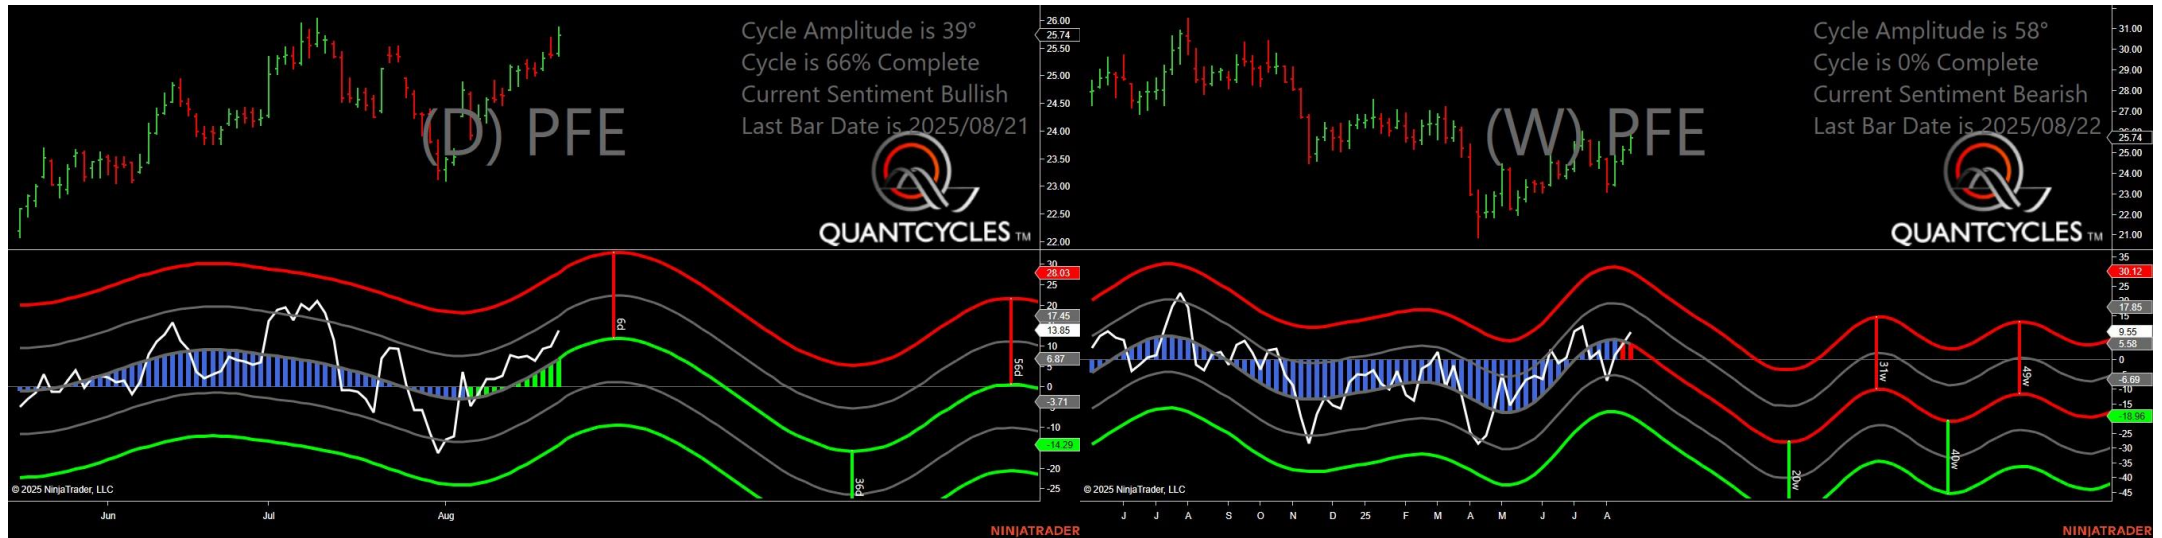 Cycle Amplitude is 39°
Cycle is 66% Complete
Current Sentiment Bullish
Last Bar Date is 2025/08/21
(D) PFE
QUANTCYCLES TM
26.00
25.74
25.50
25.00
24.50
24.00
23.50
23.00
22.50
22.00
30
28.03
25
20
17.45
13.85
10
6.87
5
0
-3.71
-5
-10
-14.29
-20
-25
6d
36d
56d
© 2025 NinjaTrader, LLC
Jun Jul Aug
NINJATRADER
Cycle Amplitude is 58°
Cycle is 0% Complete
Current Sentiment Bearish
Last Bar Date is 2025/08/22
(W) PFE
QUANTCYCLES TM
31.00
30.00
29.00
28.00
27.00
26.00
25.74
25.00
24.00
23.00
22.00
21.00
35
30.12
25
20
17.85
15
9.55
5.58
0
-6.69
-10
-15
-18.96
-25
-30
-35
-40
-45
20w
31w
40w
49w
© 2025 NinjaTrader, LLC
J J A S O N D 25 F M A M J J A
NINJATRADER